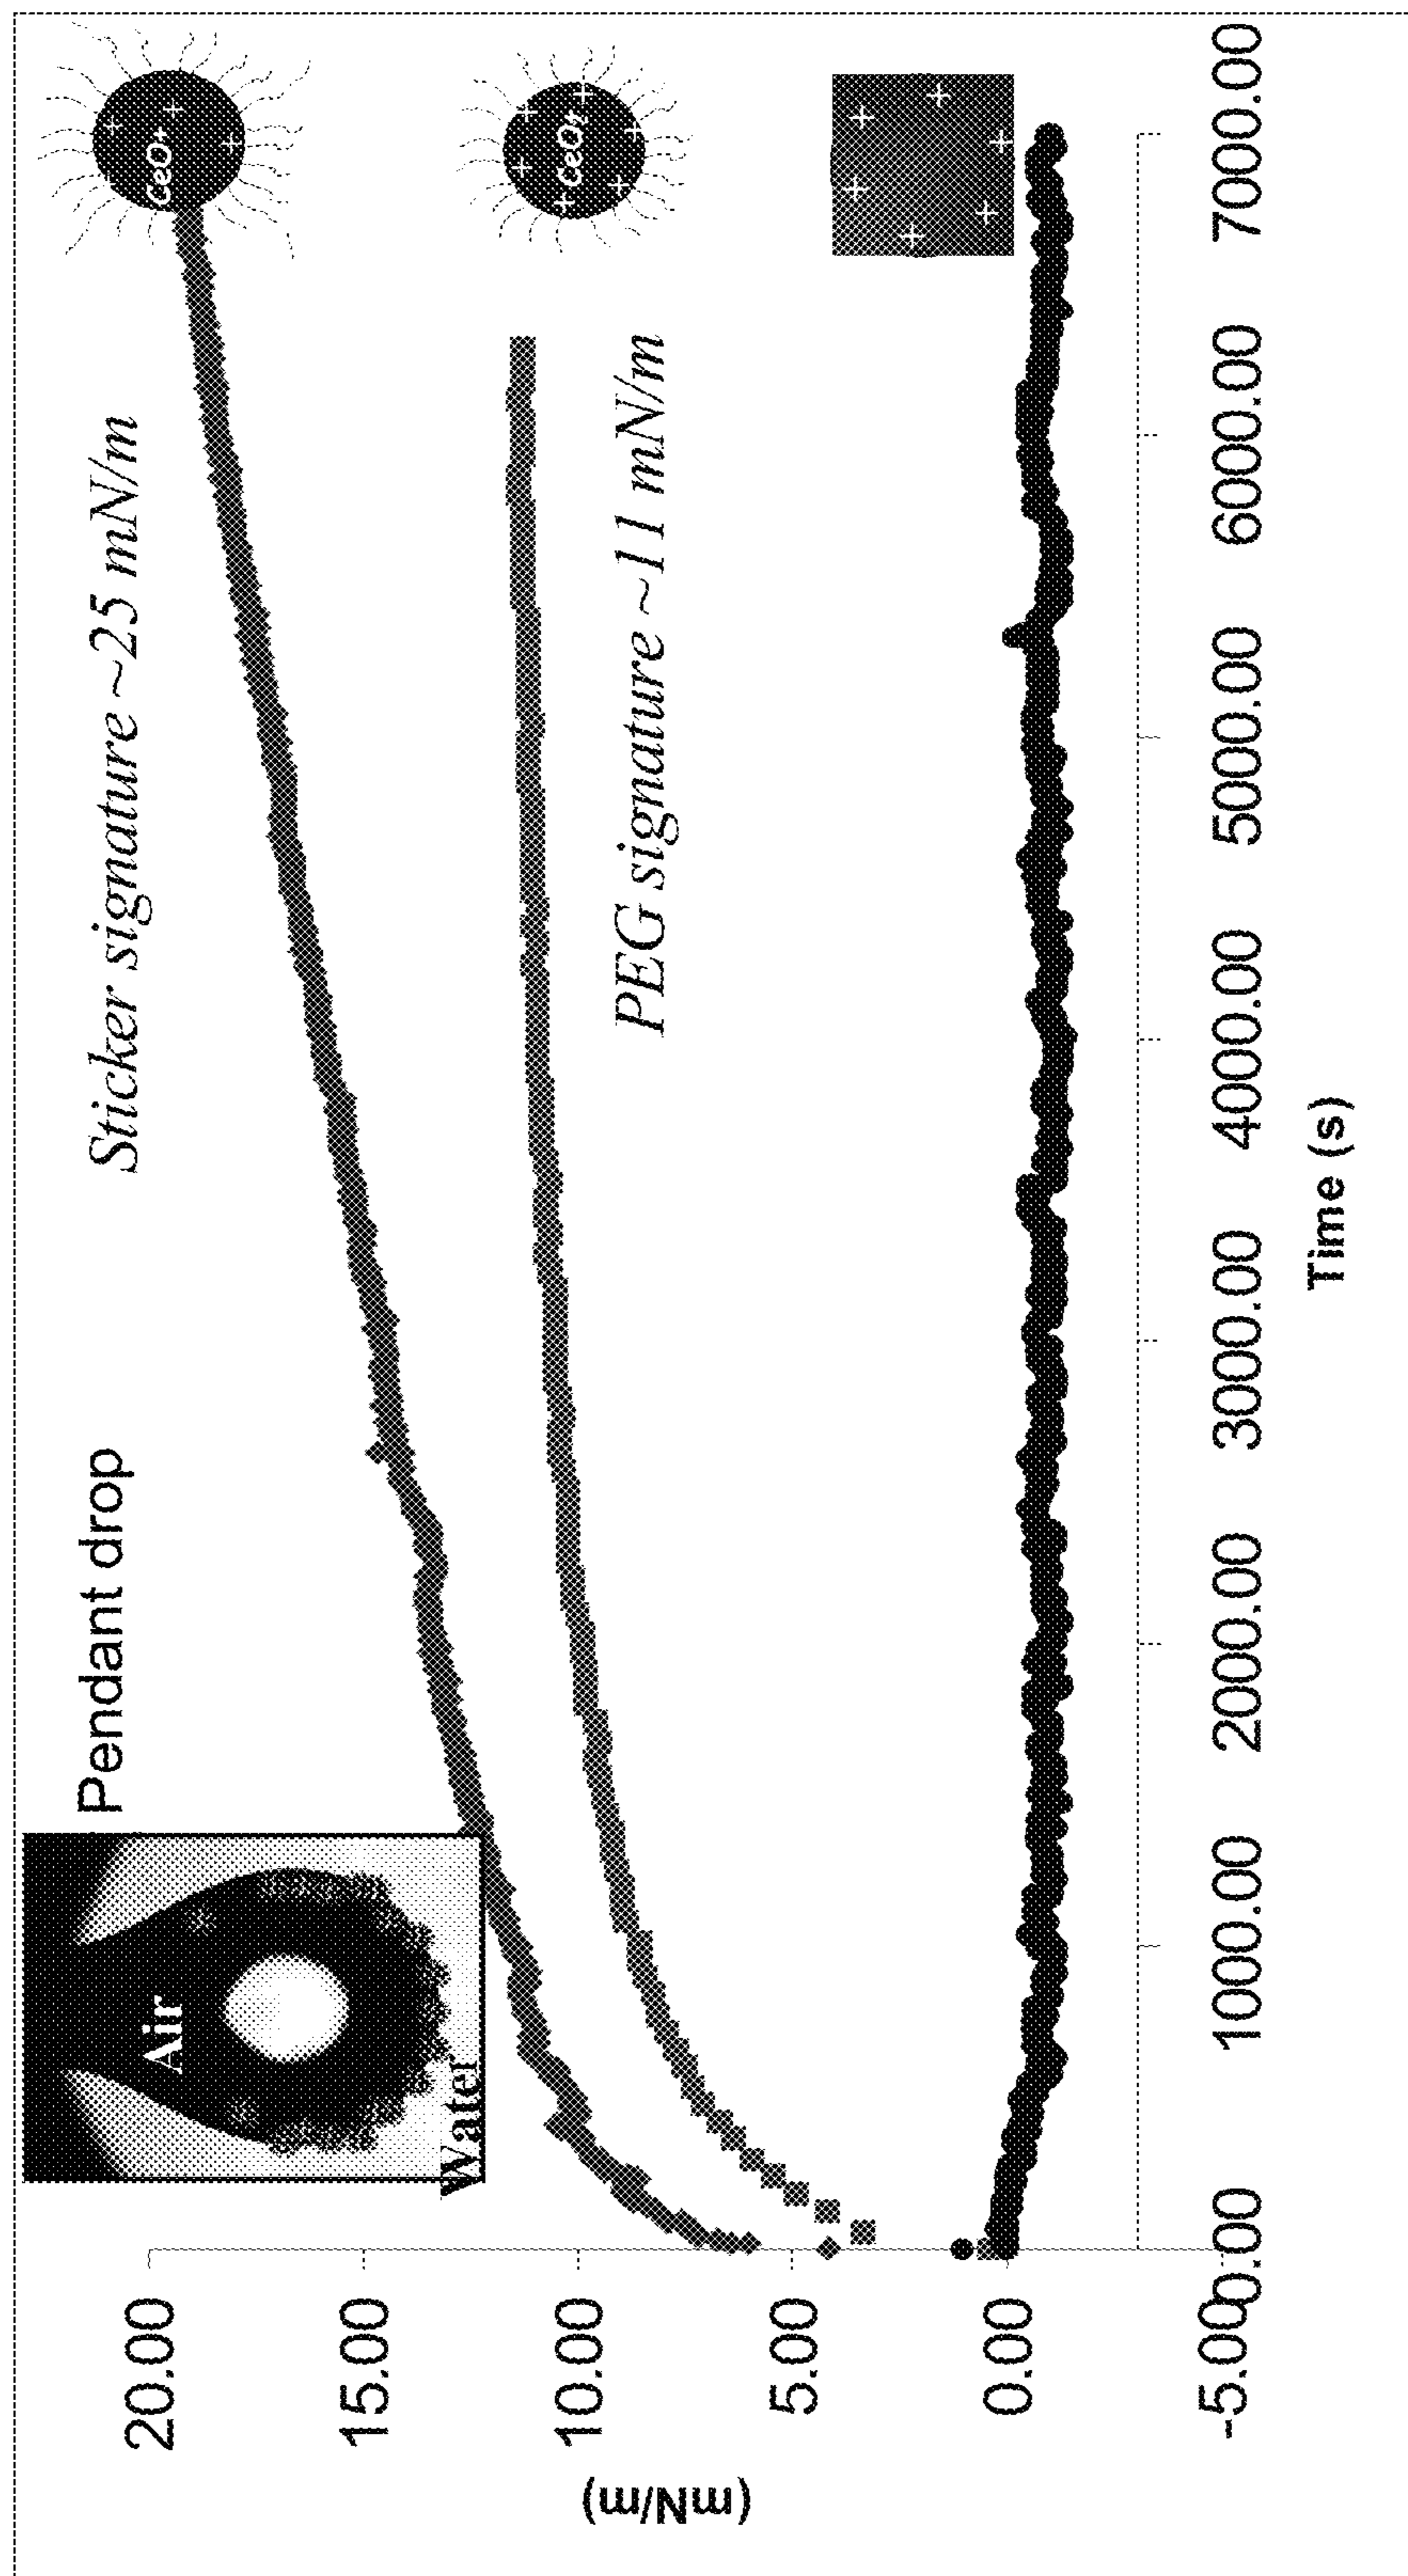 Pendant drop
Air
Water
Sticker signature ~25 mN/m
PEG signature ~11 mN/m
CeO₂
20.00
15.00
10.00
5.00
0.00
-5.00
(mN/m)
0.00
1000.00
2000.00
3000.00
4000.00
5000.00
6000.00
7000.00
Time (s)